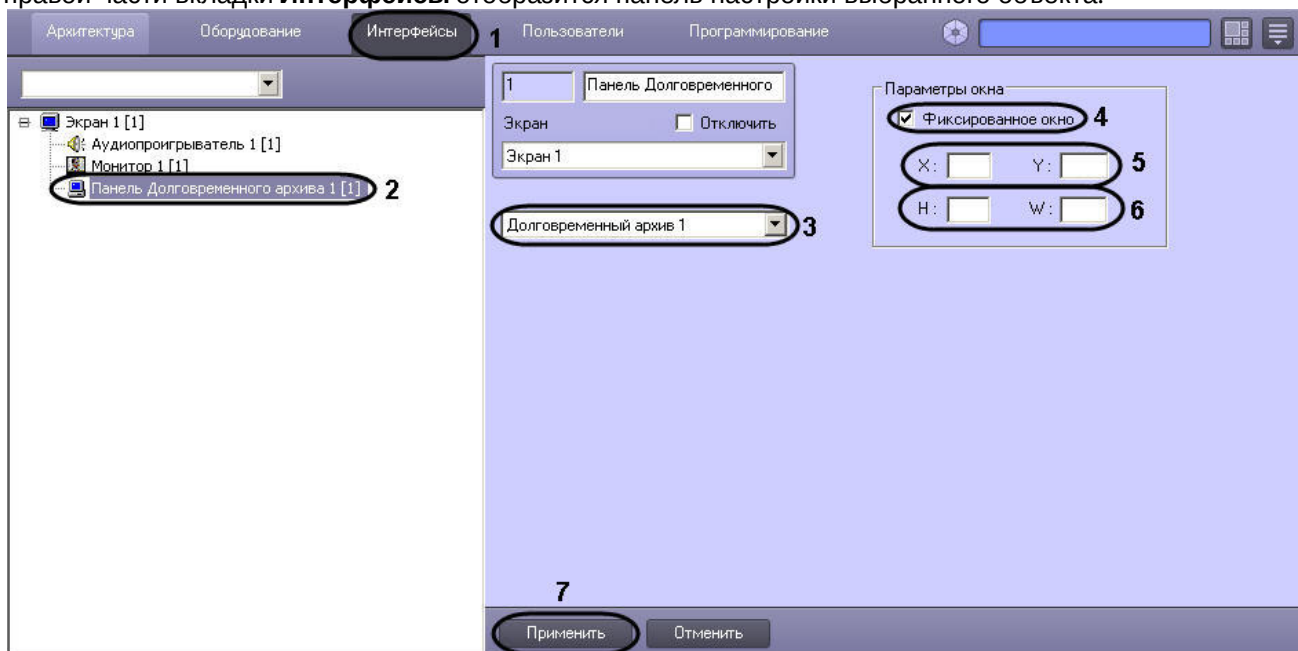 правой части вкладки Интерфейсы отобразится панель настройки выбранного объекта.
Архитектура Оборудование Интерфейсы 1 Пользователи Программирование
1 Панель Долговременного
Параметры окна
Экран 1 [1]
Экран Отключить
Фиксированное окно 4
Аудиопроигрыватель 1 [1]
Монитор 1 [1]
Экран 1
X: Y: 5
Панель Долговременного архива 1 [1] 2
H: W: 6
Долговременный архив 1 3
7
Применить Отменить